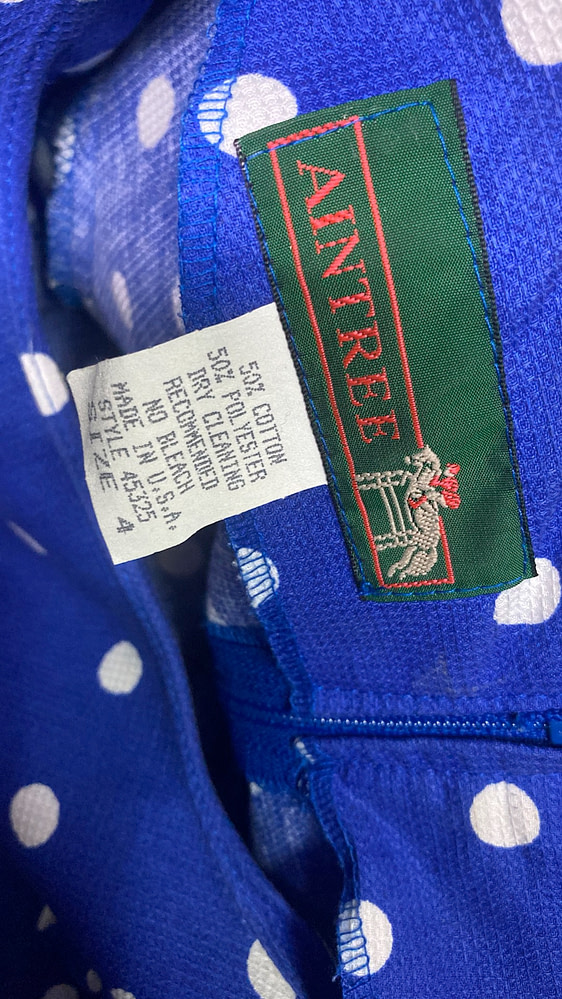 AINTREE
50% COTTON
50% POLYESTER
DRY CLEANING
RECOMMENDED
NO BLEACH
MADE IN U.S.A.
STYLE 45325
SIZE 4